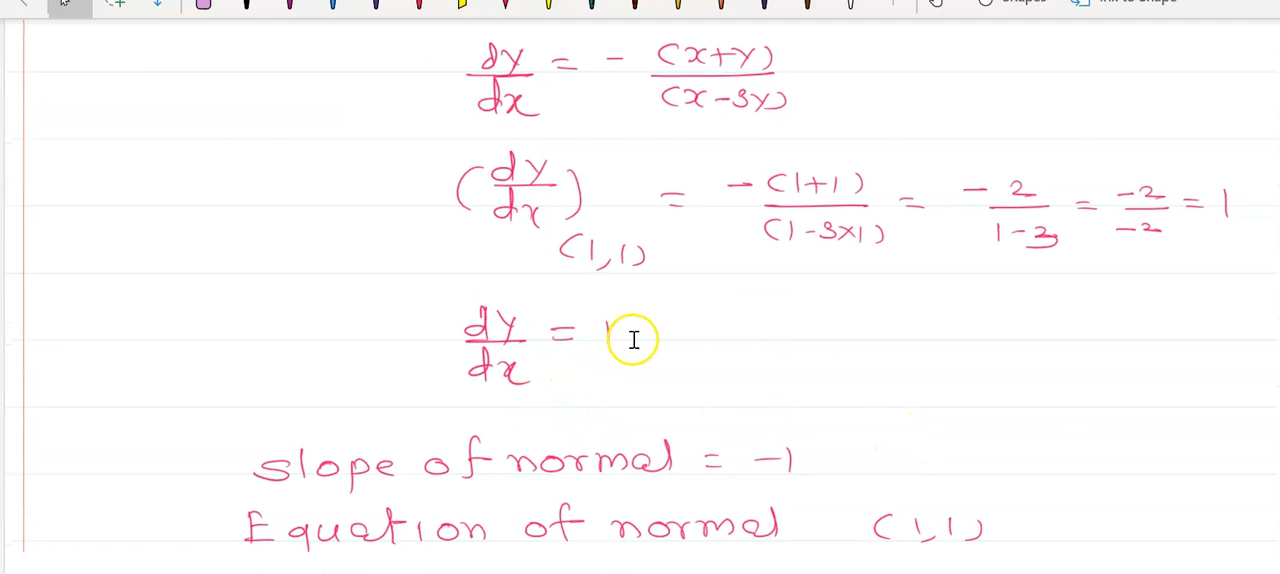 dy/dx = - (x+y)/(x-3y)
(dy/dx)(1,1) = -(1+1)/(1-3×1) = -2/1-3 = -2/-2 = 1
dy/dx = 1
slope of normal = -1
Equation of normal (1,1)